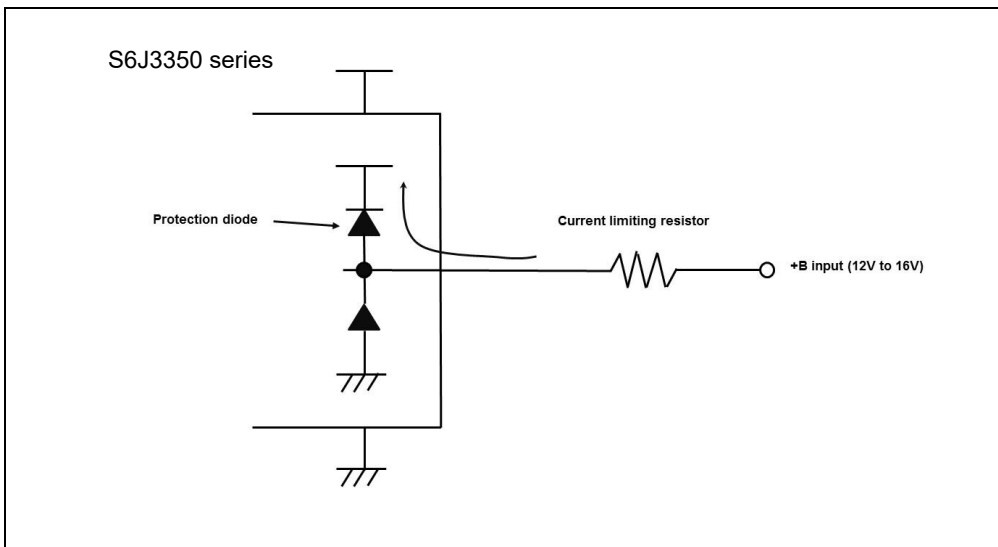 S6J3350 series
Protection diode
Current limiting resistor
+B input (12V to 16V)